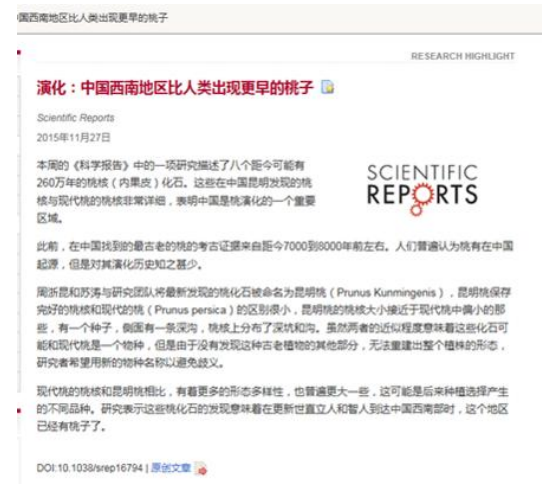 国西南地区比人类出现更早的桃子
RESEARCH HIGHLIGHT
演化：中国西南地区比人类出现更早的桃子
Scientific Reports
2015年11月27日
本周的《科学报告》中的一项研究描述了八个距今可能有
260万年的桃核（内果皮）化石。这些在中国昆明发现的桃
核与现代桃的桃核非常详细，表明中国是桃演化的一个重要
区域。
SCIENTIFIC
REPORTS
此前，在中国找到的最古老的桃的考古证据来自距今7000到8000年前左右。人们普遍认为桃有在中国
起源，但是对其演化历史知之甚少。
周浙昆和苏涛与研究团队将最新发现的桃化石被命名为昆明桃（Prunus Kunmingenis），昆明桃保存
完好的桃核和现代的桃（Prunus persica）的区别很小，昆明桃的桃核大小接近于现代桃中偏小的那
些，有一个种子，侧面有一条深沟，桃核上分布了深坑和沟。虽然两者的近似程度意味着这些化石可
能和现代桃是一个物种，但是由于没有发现这种古老植物的其他部分，无法重建出整个植株的形态，
研究者希望用新的物种名称以避免歧义。
现代桃的桃核和昆明桃相比，有着更多的形态多样性，也普遍更大一些，这可能是后来种植选择产生
的不同品种。研究表示这些桃化石的发现意味着在更新世直立人和智人到达中国西南部时，这个地区
已经有桃子了。
DOI:10.1038/srep16794 | 原创文章